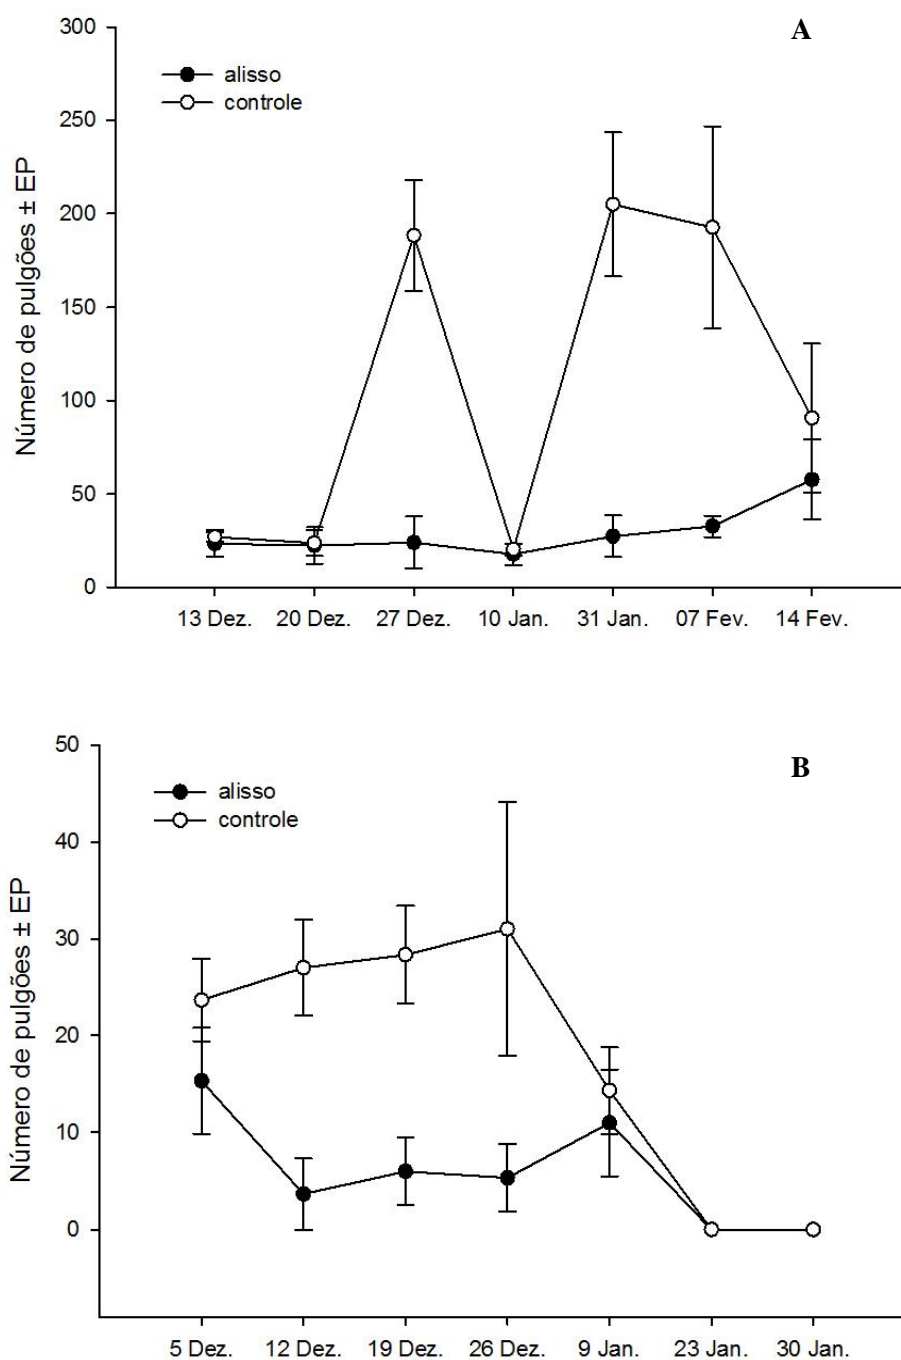 A
300
250
200
150
100
50
0
Número de pulgões ± EP
alisso
controle
13 Dez. 20 Dez. 27 Dez. 10 Jan. 31 Jan. 07 Fev. 14 Fev.
B
50
40
30
20
10
0
Número de pulgões ± EP
alisso
controle
5 Dez. 12 Dez. 19 Dez. 26 Dez. 9 Jan. 23 Jan. 30 Jan.